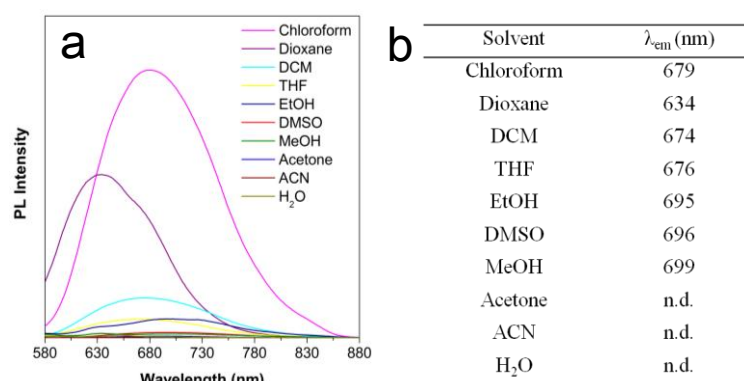 a
Chloroform
Dioxane
DCM
THF
EtOH
DMSO
MeOH
Acetone
ACN
H₂O
PL Intensity
580 630 680 730 780 830 880
Wavelength (nm)
b
Solvent λem (nm)
Chloroform 679
Dioxane 634
DCM 674
THF 676
EtOH 695
DMSO 696
MeOH 699
Acetone n.d.
ACN n.d.
H₂O n.d.